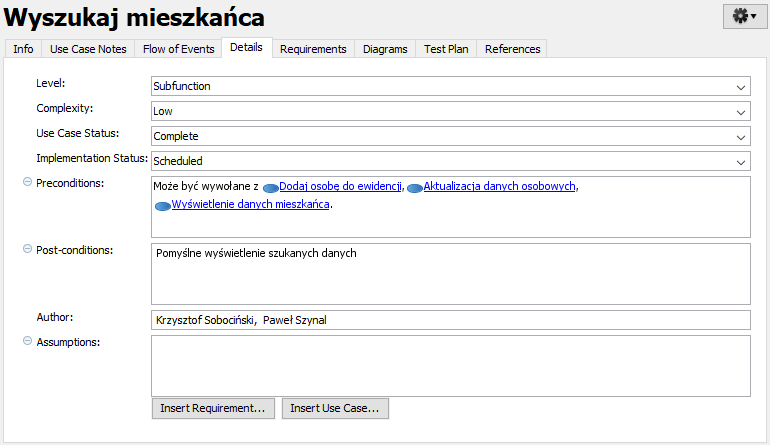 Wyszukaj mieszkańca
Info Use Case Notes Flow of Events Details Requirements Diagrams Test Plan References
Level: Subfunction
Complexity: Low
Use Case Status: Complete
Implementation Status: Scheduled
Preconditions: Może być wywołane z Dodaj osobę do ewidencji, Aktualizacja danych osobowych,
Wyświetlenie danych mieszkańca.
Post-conditions: Pomyślne wyświetlenie szukanych danych
Author: Krzysztof Sobociński, Paweł Szynal
Assumptions:
Insert Requirement... Insert Use Case...